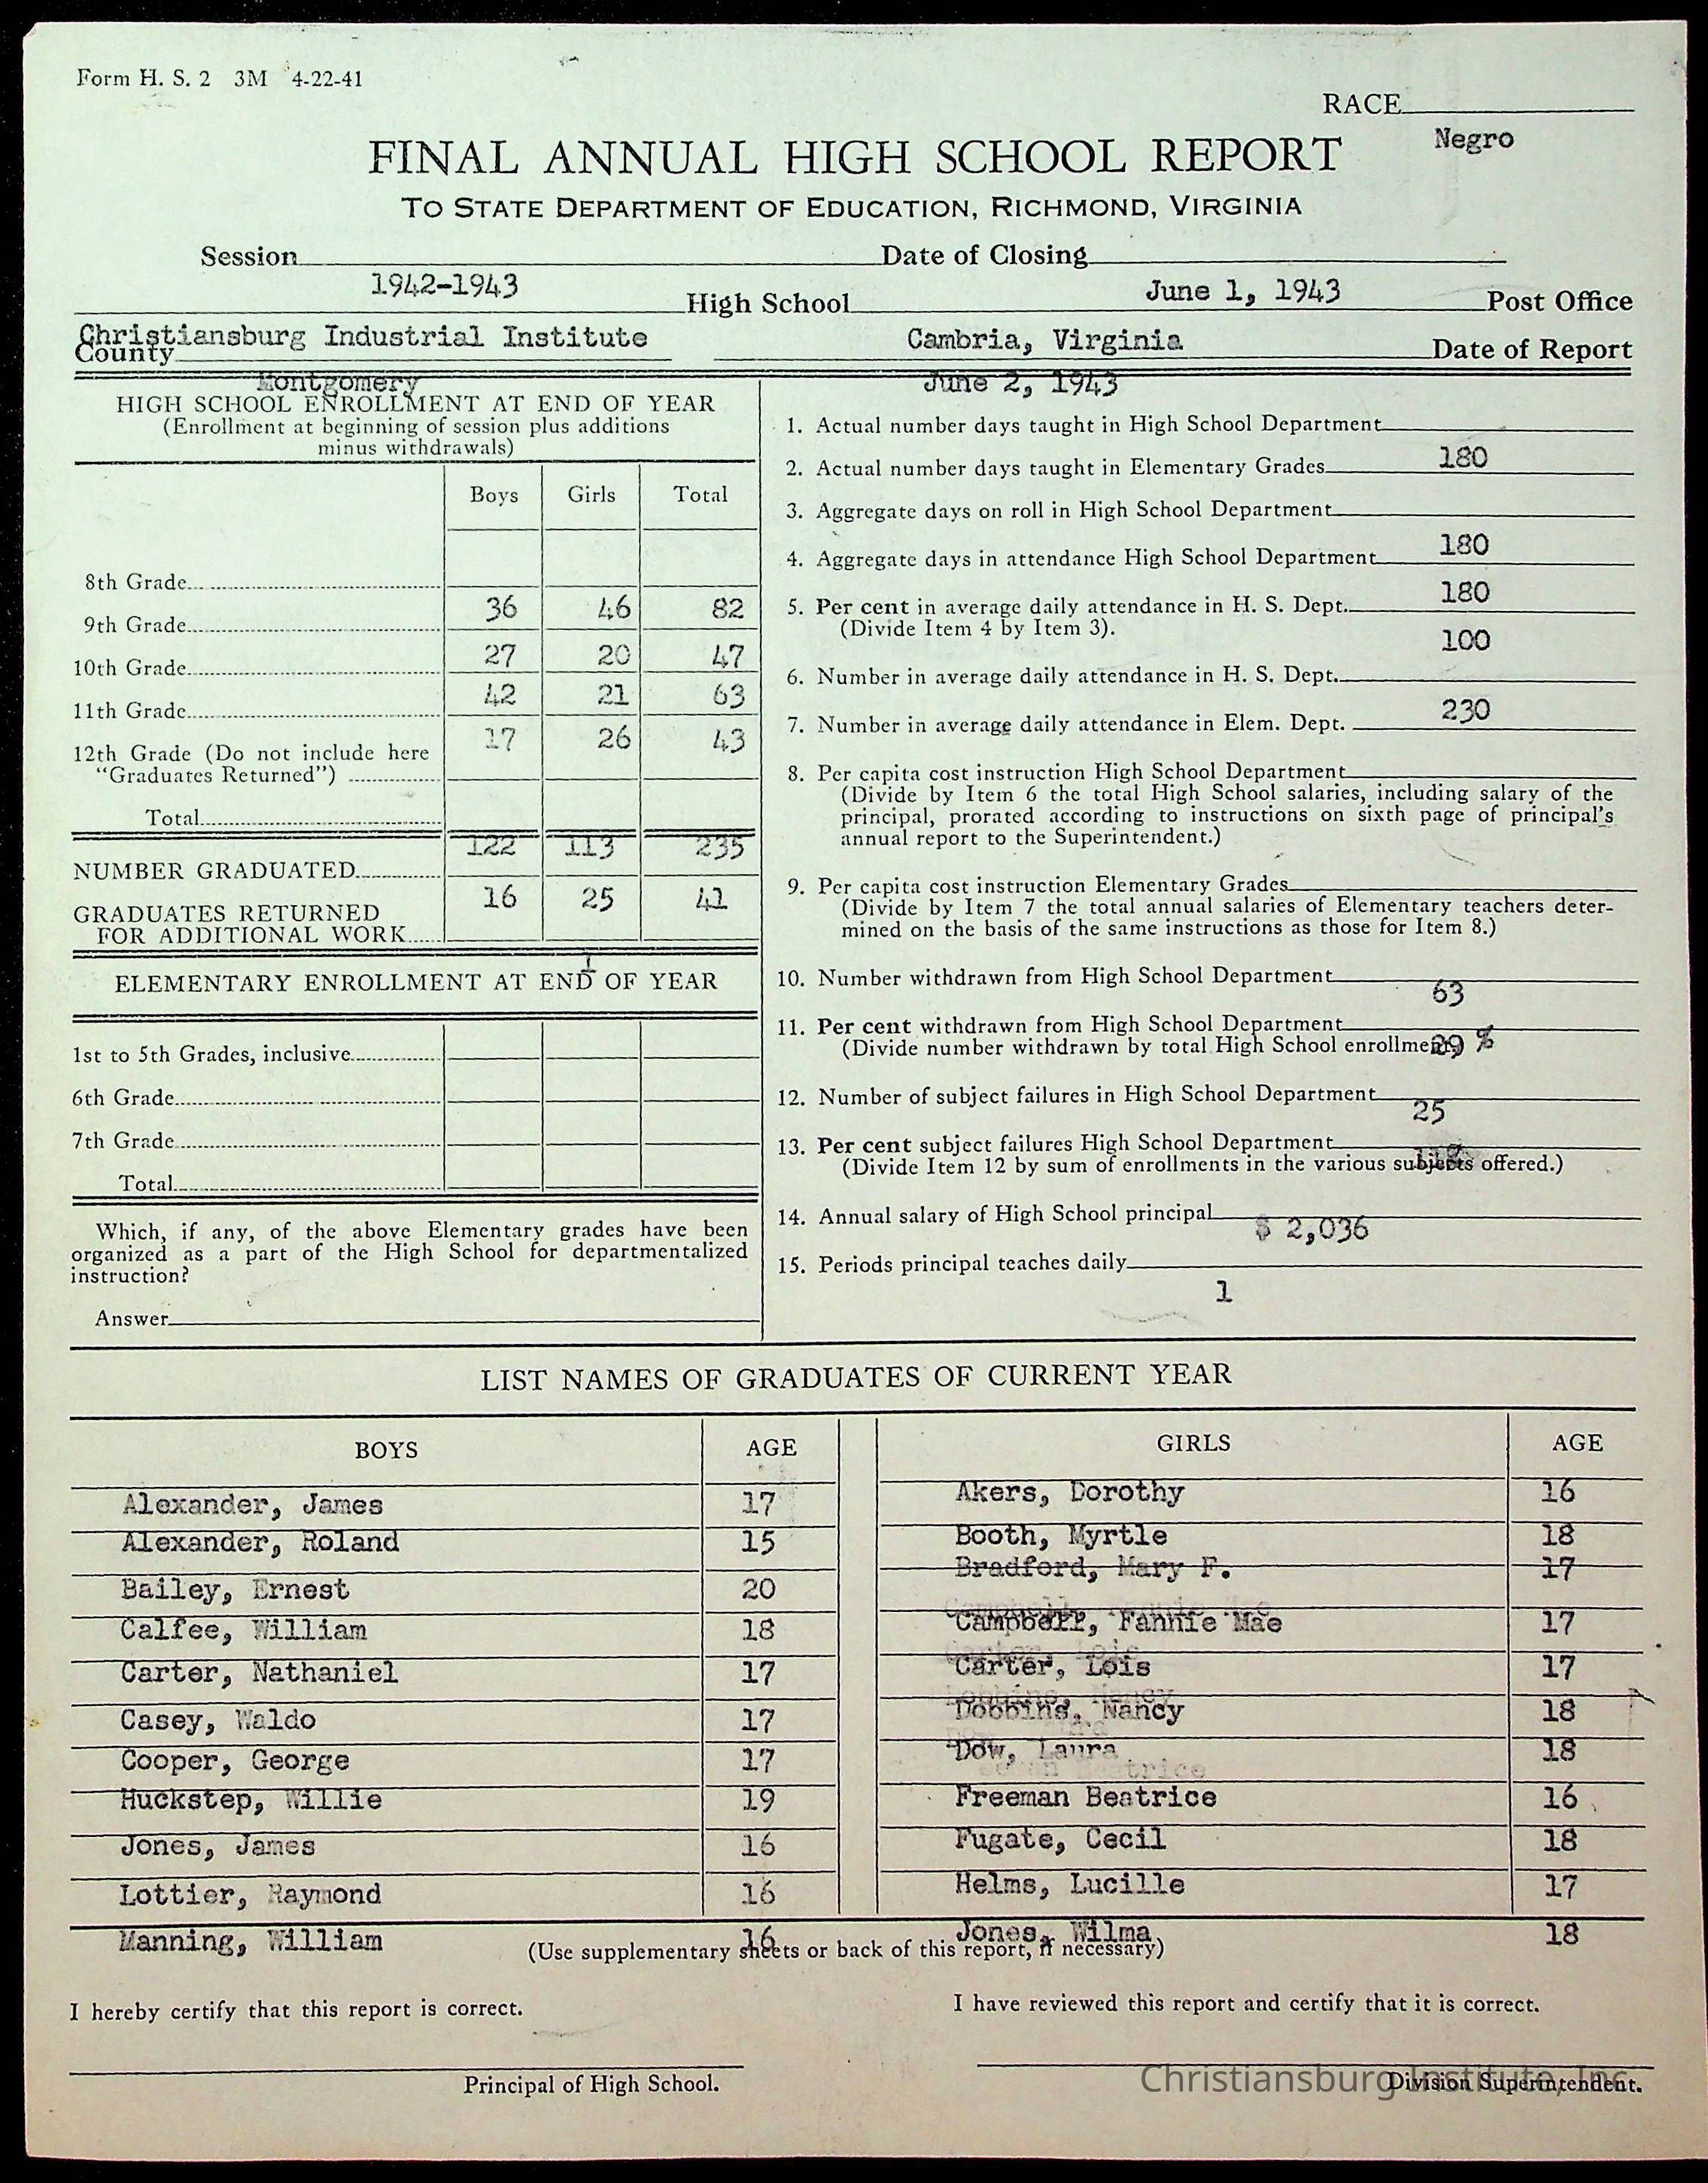 Form H. S. 2 3M 4-22-41
RACE
Negro
FINAL ANNUAL HIGH SCHOOL REPORT
TO STATE DEPARTMENT OF EDUCATION, RICHMOND, VIRGINIA
Session 1942-1943 Date of Closing June 1, 1943
Christiansburg Industrial Institute High School Cambria, Virginia Post Office
County Montgomery June 2, 1943 Date of Report
HIGH SCHOOL ENROLLMENT AT END OF YEAR
(Enrollment at beginning of session plus additions
minus withdrawals)
Boys Girls Total
8th Grade 36 46 82
9th Grade 27 20 47
10th Grade 42 21 63
11th Grade 17 26 43
12th Grade (Do not include here
"Graduates Returned")
Total 122 113 235
NUMBER GRADUATED 16 25 41
GRADUATES RETURNED
FOR ADDITIONAL WORK 1
ELEMENTARY ENROLLMENT AT END OF YEAR
1st to 5th Grades, inclusive
6th Grade
7th Grade
Total
Which, if any, of the above Elementary grades have been
organized as a part of the High School for departmentalized
instruction?
Answer
1. Actual number days taught in High School Department 180
2. Actual number days taught in Elementary Grades
3. Aggregate days on roll in High School Department 180
4. Aggregate days in attendance High School Department 180
5. Per cent in average daily attendance in H. S. Dept. 100
(Divide Item 4 by Item 3).
6. Number in average daily attendance in H. S. Dept. 230
7. Number in average daily attendance in Elem. Dept.
8. Per capita cost instruction High School Department
(Divide by Item 6 the total High School salaries, including salary of the
principal, prorated according to instructions on sixth page of principal's
annual report to the Superintendent.)
9. Per capita cost instruction Elementary Grades
(Divide by Item 7 the total annual salaries of Elementary teachers deter-
mined on the basis of the same instructions as those for Item 8.)
10. Number withdrawn from High School Department 63
11. Per cent withdrawn from High School Department 29 %
(Divide number withdrawn by total High School enrollment.)
12. Number of subject failures in High School Department 25
13. Per cent subject failures High School Department
(Divide Item 12 by sum of enrollments in the various subjects offered.)
14. Annual salary of High School principal $ 2,036
15. Periods principal teaches daily 1
LIST NAMES OF GRADUATES OF CURRENT YEAR
BOYS AGE GIRLS AGE
Alexander, James 17 Akers, Dorothy 16
Alexander, Roland 15 Booth, Myrtle 18
Bradford, Mary F. 17
Bailey, Ernest 20
Calfee, William 18 Campbell, Fannie Mae 17
Carter, Nathaniel 17 Carter, Lois 17
Casey, Waldo 17 Dobbins, Nancy 18
Cooper, George 17 Dow, Laura 18
Huckstep, Willie 19 Freeman Beatrice 16
Jones, James 16 Fugate, Cecil 18
Lottier, Raymond 16 Helms, Lucille 17
Manning, William 16 Jones, Wilma 18
(Use supplementary sheets or back of this report, if necessary)
I hereby certify that this report is correct.
I have reviewed this report and certify that it is correct.
Principal of High School.
Division Superintendent.
Christiansburg Institute, Inc.